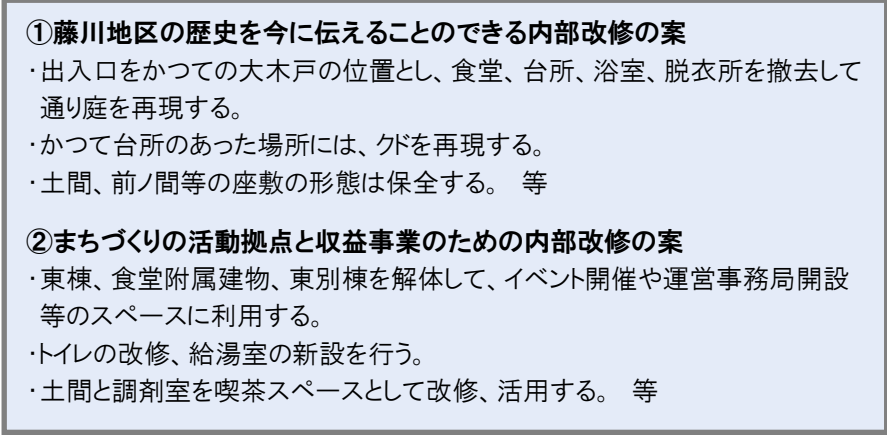 ①藤川地区の歴史を今に伝えることのできる内部改修の案
・出入口をかつての大木戸の位置とし、食堂、台所、浴室、脱衣所を撤去して
通り庭を再現する。
・かつて台所のあった場所には、クドを再現する。
・土間、前ノ間等の座敷の形態は保全する。　等
②まちづくりの活動拠点と収益事業のための内部改修の案
・東棟、食堂附属建物、東別棟を解体して、イベント開催や運営事務局開設
等のスペースに利用する。
・トイレの改修、給湯室の新設を行う。
・土間と調剤室を喫茶スペースとして改修、活用する。　等